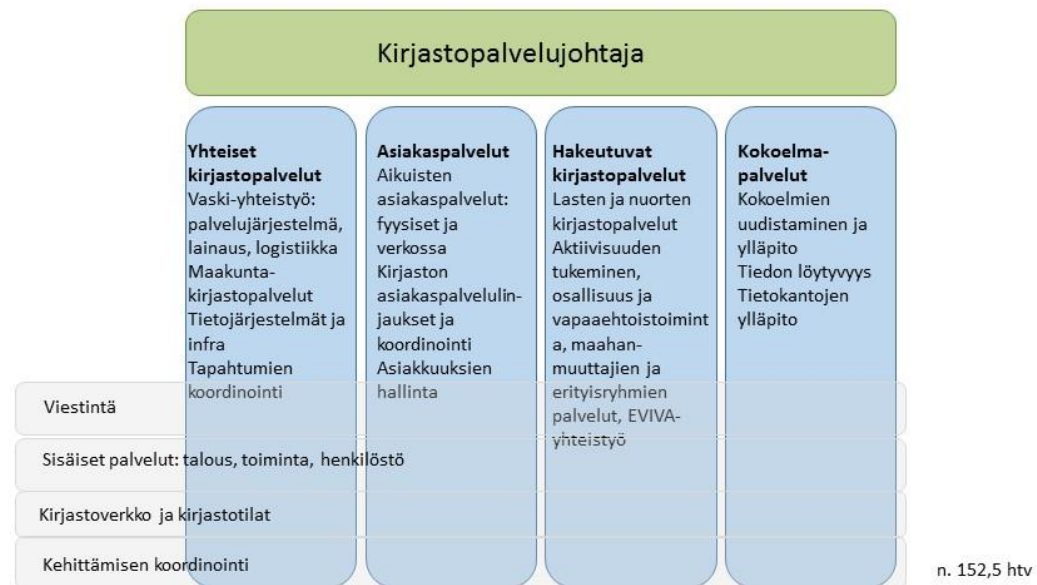 Kirjastopalvelujohtaja
Yhteiset
kirjastopalvelut
Vaski-yhteistyö:
palvelujärjestelmä,
lainaus, logistiikka
Maakunta-
kirjastopalvelut
Tietojärjestelmät ja
infra
Tapahtumien
koordinointi
Asiakaspalvelut
Aikuisten
asiakaspalvelut:
fyysiset ja
verkossa
Kirjaston
asiakaspalvelulin-
jaukset ja
koordinointi
Asiakkuuksien
hallinta
Hakeutuvat
kirjastopalvelut
Lasten ja nuorten
kirjastopalvelut
Aktiivisuuden
tukeminen,
osallisuus ja
vapaaehtoistoimint
a, maahan-
muuttajien ja
erityisryhmien
palvelut, EVIVA-
yhteistyö
Kokoelma-
palvelut
Kokoelmien
uudistaminen ja
ylläpito
Tiedon löytyvyys
Tietokantojen
ylläpito
Viestintä
Sisäiset palvelut: talous, toiminta, henkilöstö
Kirjastoverkko ja kirjastotilat
Kehittämisen koordinointi
n. 152,5 htv